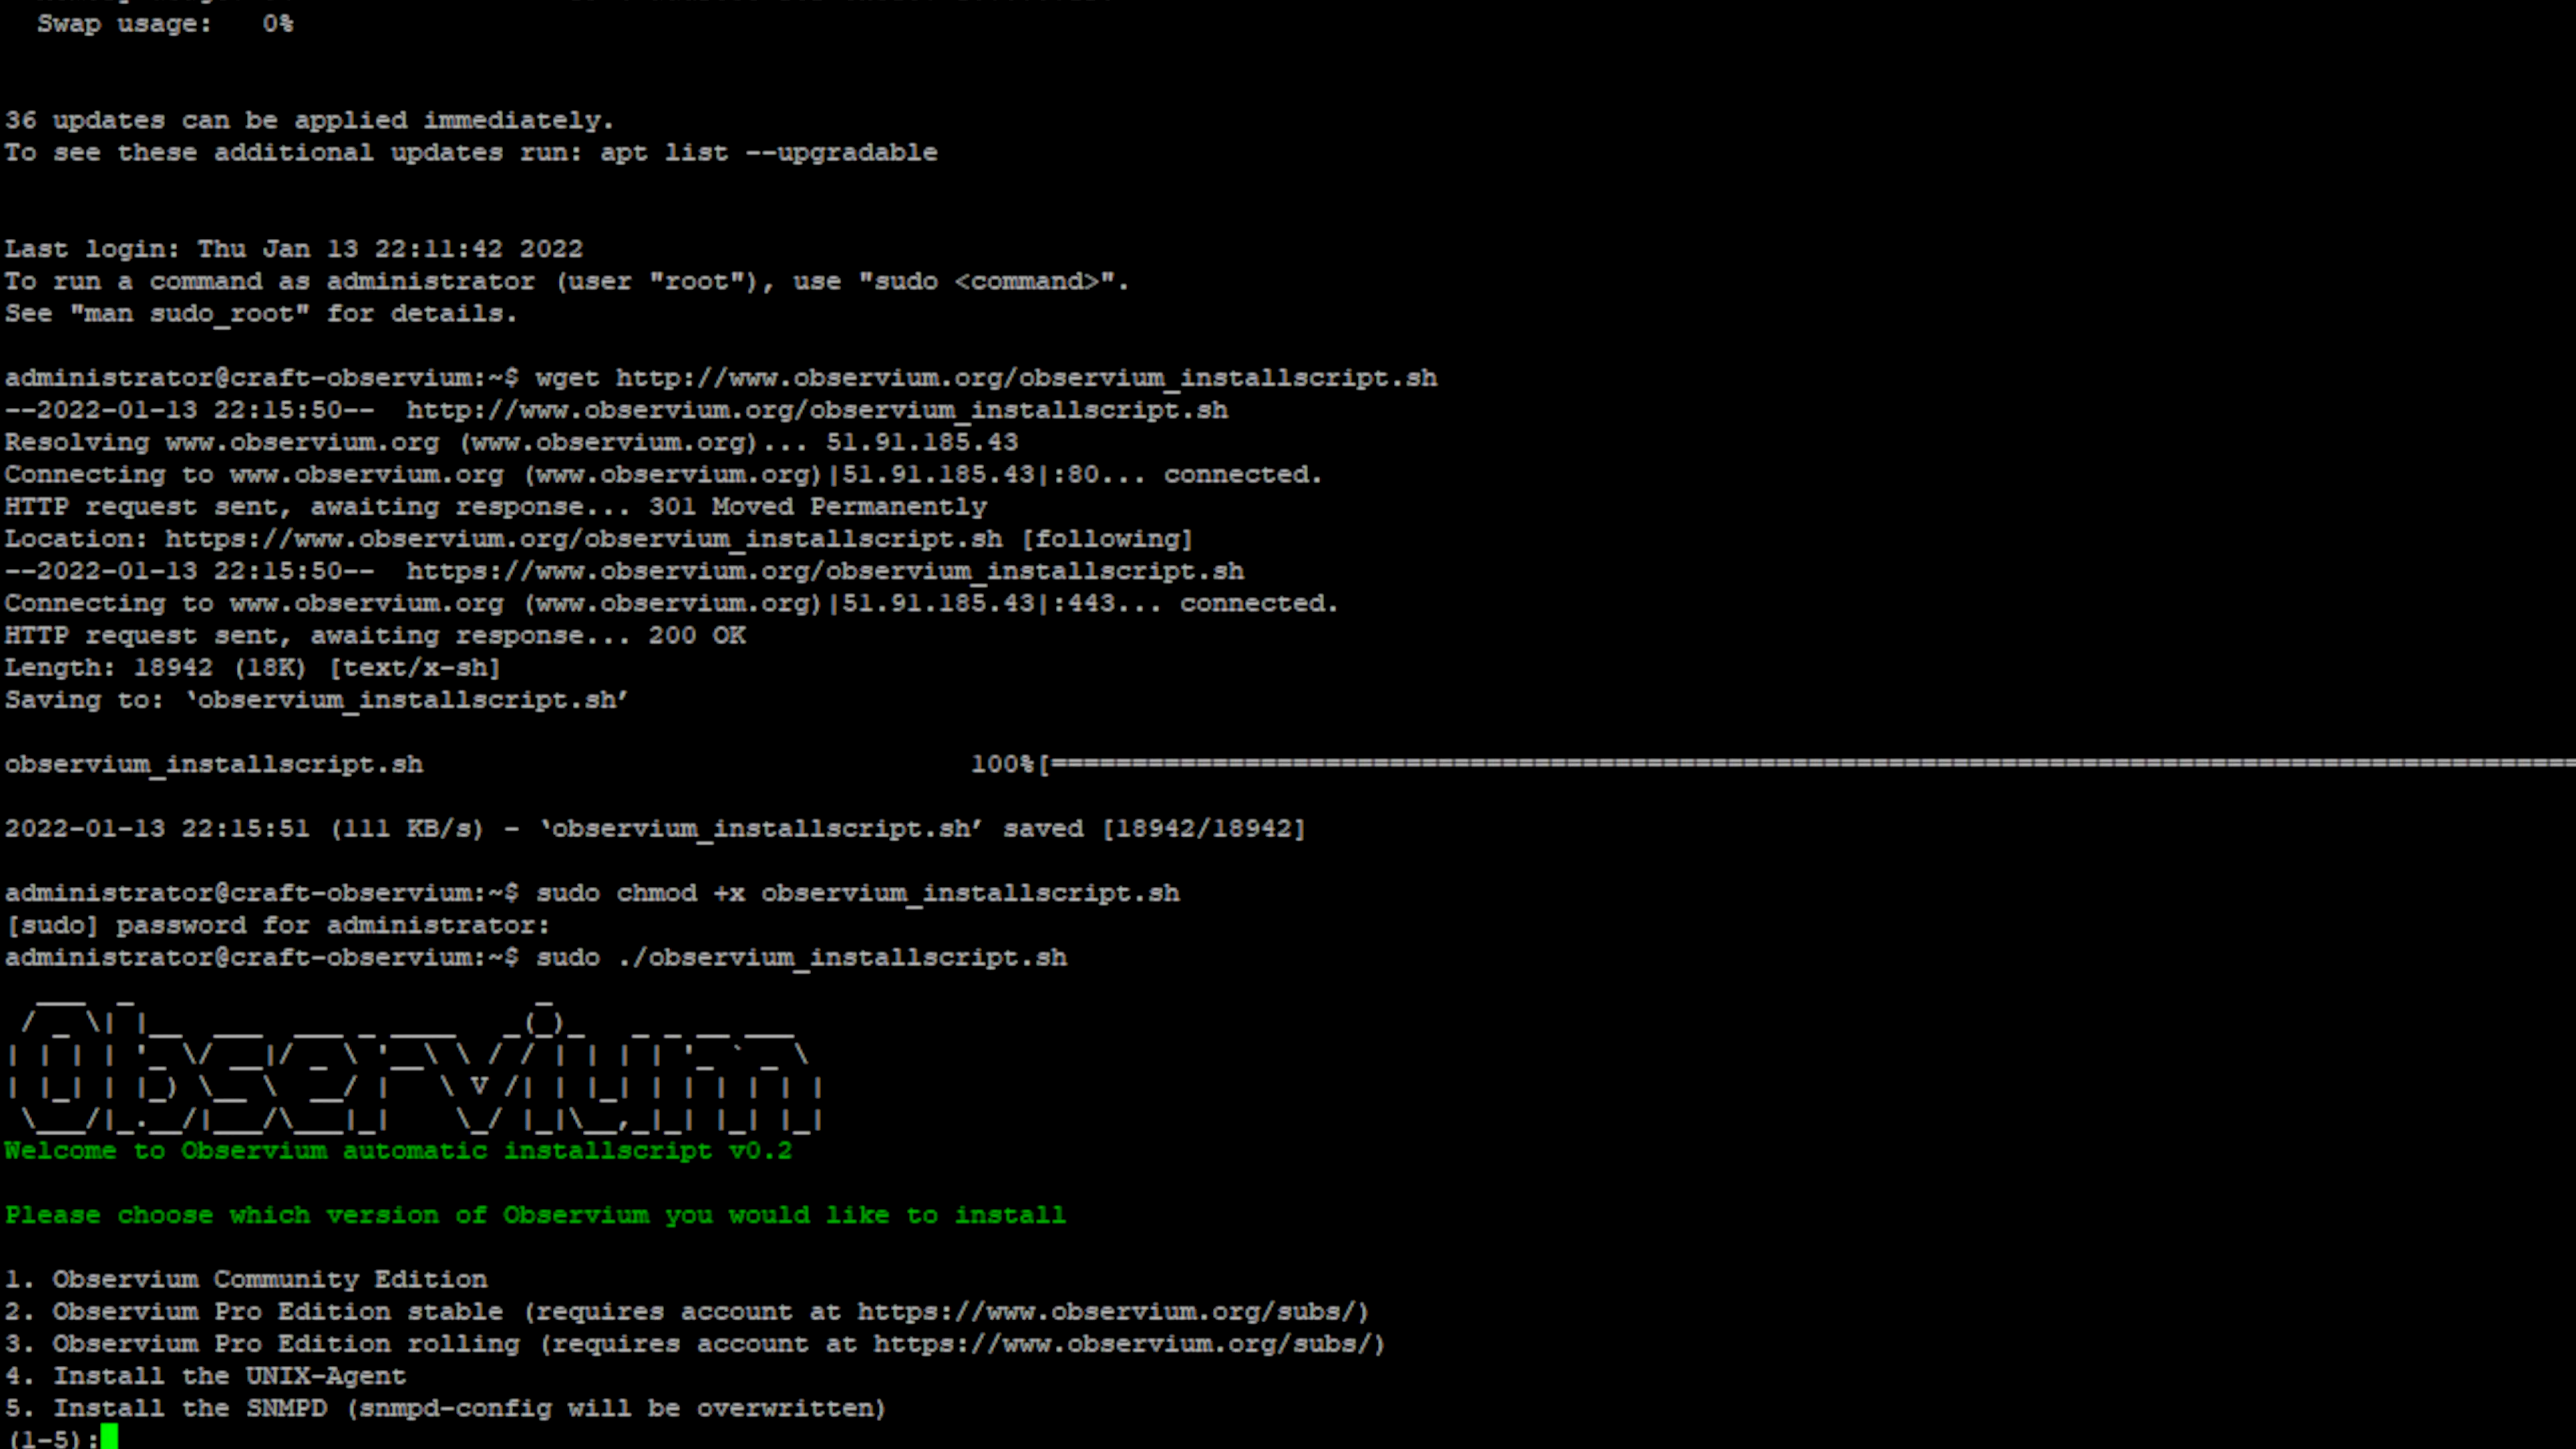 Swap usage:   0%
36 updates can be applied immediately.
To see these additional updates run: apt list --upgradable
Last login: Thu Jan 13 22:11:42 2022
To run a command as administrator (user "root"), use "sudo <command>".
See "man sudo_root" for details.
administrator@craft-observium:~$ wget http://www.observium.org/observium_installscript.sh
--2022-01-13 22:15:50--  http://www.observium.org/observium_installscript.sh
Resolving www.observium.org (www.observium.org)... 51.91.185.43
Connecting to www.observium.org (www.observium.org)|51.91.185.43|:80... connected.
HTTP request sent, awaiting response... 301 Moved Permanently
Location: https://www.observium.org/observium_installscript.sh [following]
--2022-01-13 22:15:50--  https://www.observium.org/observium_installscript.sh
Connecting to www.observium.org (www.observium.org)|51.91.185.43|:443... connected.
HTTP request sent, awaiting response... 200 OK
Length: 18942 (18K) [text/x-sh]
Saving to: ‘observium_installscript.sh’
observium_installscript.sh 100%[==============================
2022-01-13 22:15:51 (111 KB/s) - ‘observium_installscript.sh’ saved [18942/18942]
administrator@craft-observium:~$ sudo chmod +x observium_installscript.sh
[sudo] password for administrator:
administrator@craft-observium:~$ sudo ./observium_installscript.sh
Observium
Welcome to Observium automatic installscript v0.2
Please choose which version of Observium you would like to install
1. Observium Community Edition
2. Observium Pro Edition stable (requires account at https://www.observium.org/subs/)
3. Observium Pro Edition rolling (requires account at https://www.observium.org/subs/)
4. Install the UNIX-Agent
5. Install the SNMPD (snmpd-config will be overwritten)
(1-5):